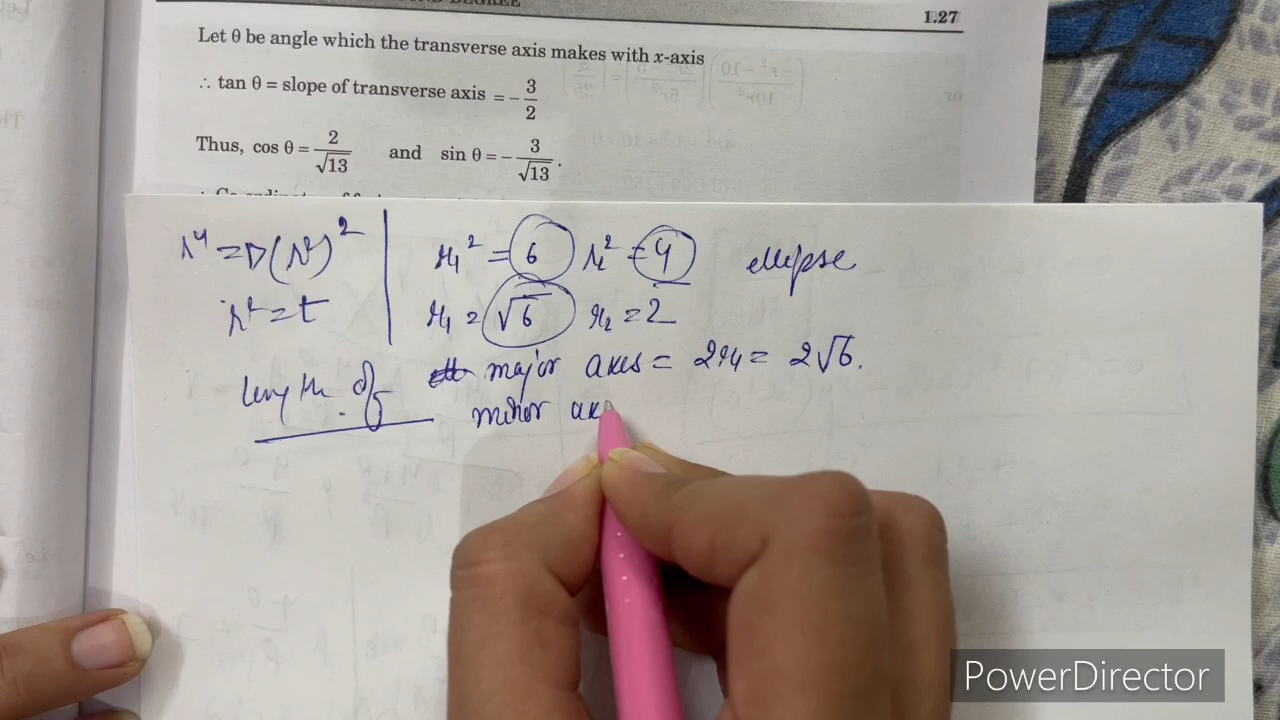 1.27
Let θ be angle which the transverse axis makes with x-axis
∴ tan θ = slope of transverse axis = - 3/2
Thus, cos θ = 2/√13 and sin θ = - 3/√13 .
r⁴ = D(r²)² | r₁² = 6 r₂² = 4 ellipse
r² = t | r₁ = √6 r₂ = 2
length of major axes = 2r₁ = 2√6.
minor ax
PowerDirector